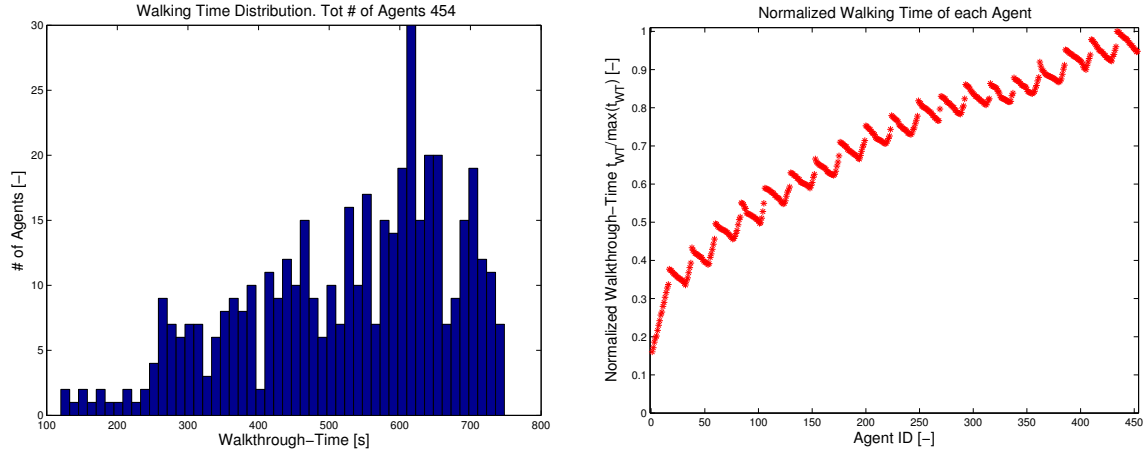 Walking Time Distribution. Tot # of Agents 454
30
25
20
15
10
5
0
# of Agents [-]
100 200 300 400 500 600 700 800
Walkthrough-Time [s]
Normalized Walking Time of each Agent
1
0.9
0.8
0.7
0.6
0.5
0.4
0.3
0.2
0.1
0
Normalized Walkthrough-Time t_WT/max(t_WT) [-]
0 50 100 150 200 250 300 350 400 450
Agent ID [-]